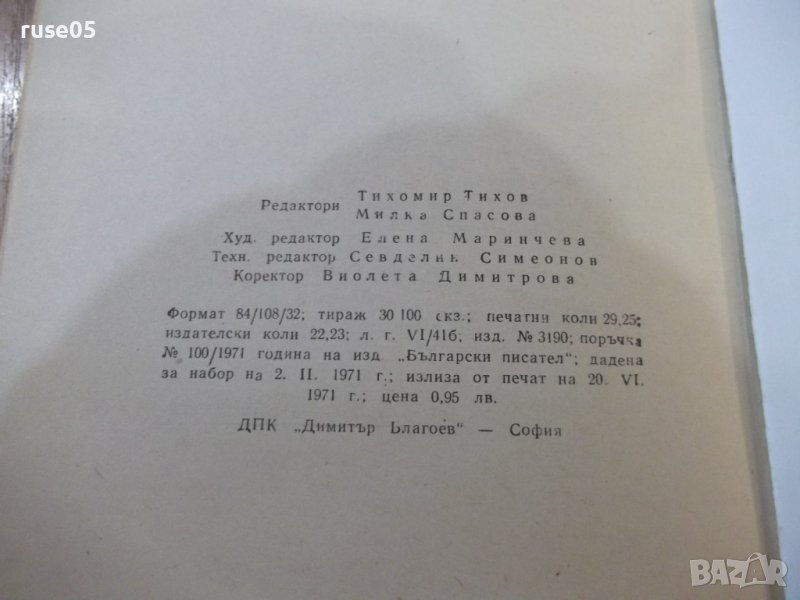 ruse05
Редактори Тихомир Тихов
Милка Спасова
Худ. редактор Елена Маринчева
Техн. редактор Севделин Симеонов
Коректор Виолета Димитрова
Формат 84/108/32; тираж 30 100 екз.; печатни коли 29,25;
издателски коли 22,23; л. г. VI/41б; изд. № 3190; поръчка
№ 100/1971 година на изд. „Български писател"; дадена
за набор на 2. II. 1971 г.; излиза от печат на 20. VI.
1971 г.; цена 0,95 лв.
ДПК „Димитър Благоев" — София
BAZAR